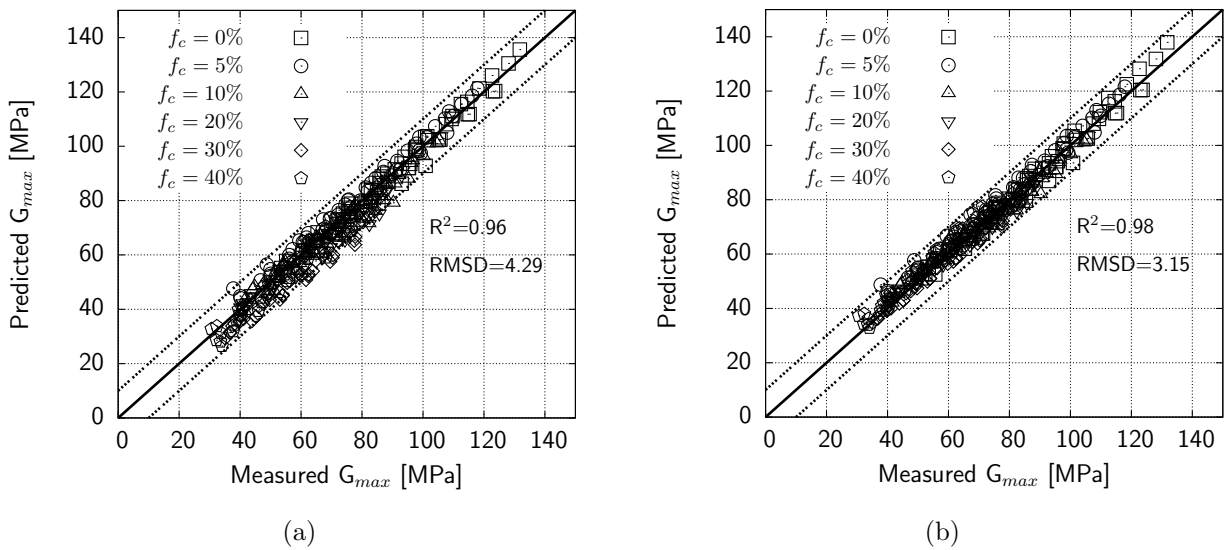 140
120
100
80
60
40
20
0
Predicted G_max [MPa]
f_c = 0%
f_c = 5%
f_c = 10%
f_c = 20%
f_c = 30%
f_c = 40%
R²=0.96
RMSD=4.29
0 20 40 60 80 100 120 140
Measured G_max [MPa]
(a)
140
120
100
80
60
40
20
0
Predicted G_max [MPa]
f_c = 0%
f_c = 5%
f_c = 10%
f_c = 20%
f_c = 30%
f_c = 40%
R²=0.98
RMSD=3.15
0 20 40 60 80 100 120 140
Measured G_max [MPa]
(b)